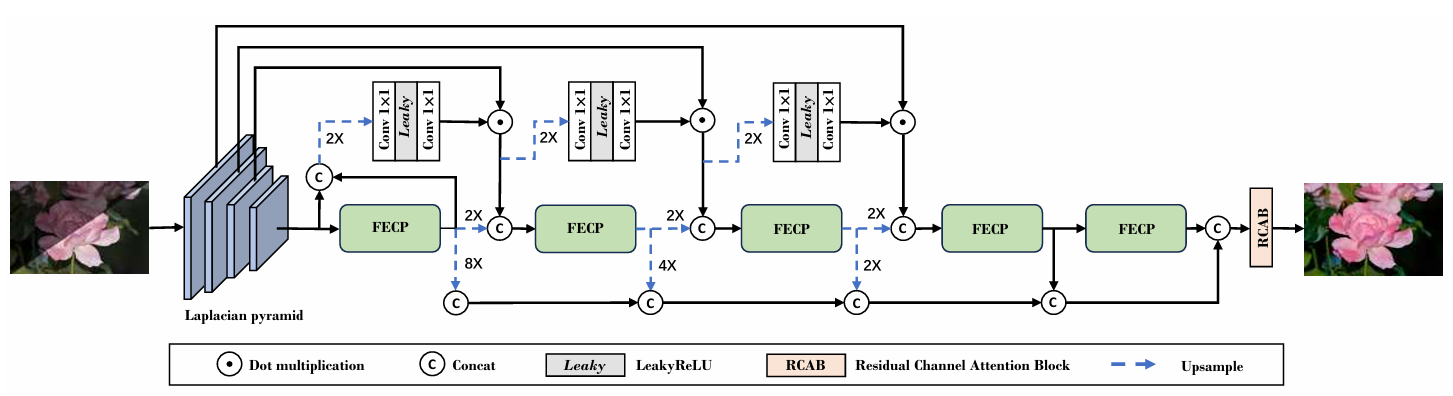 Conv 1×1 Leaky Conv 1×1
Conv 1×1 Leaky Conv 1×1
Conv 1×1 Leaky Conv 1×1
2X
2X
2X
C
FECP
2X
C
FECP
2X
C
FECP
2X
C
FECP
FECP
C
RCAB
8X
4X
2X
C
C
C
C
Laplacian pyramid
Dot multiplication
C Concat
Leaky LeakyReLU
RCAB Residual Channel Attention Block
Upsample